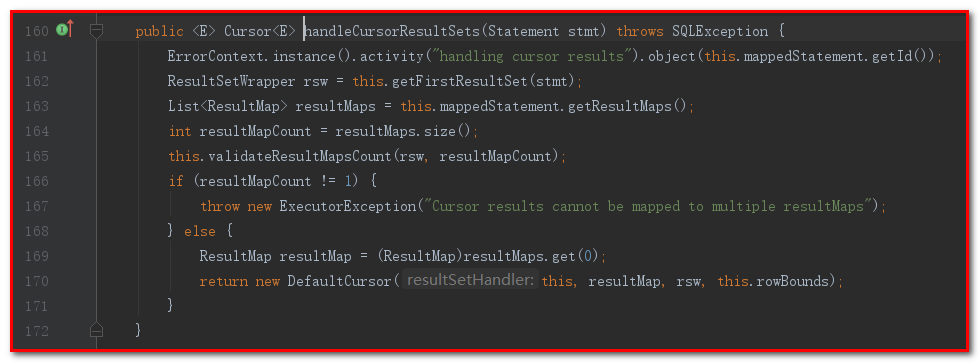 160 public <E> Cursor<E> handleCursorResultSets(Statement stmt) throws SQLException {
161 ErrorContext.instance().activity("handling cursor results").object(this.mappedStatement.getId());
162 ResultSetWrapper rsw = this.getFirstResultSet(stmt);
163 List<ResultMap> resultMaps = this.mappedStatement.getResultMaps();
164 int resultMapCount = resultMaps.size();
165 this.validateResultMapsCount(rsw, resultMapCount);
166 if (resultMapCount != 1) {
167 throw new ExecutorException("Cursor results cannot be mapped to multiple resultMaps");
168 } else {
169 ResultMap resultMap = (ResultMap)resultMaps.get(0);
170 return new DefaultCursor( resultSetHandler: this, resultMap, rsw, this.rowBounds);
171 }
172 }